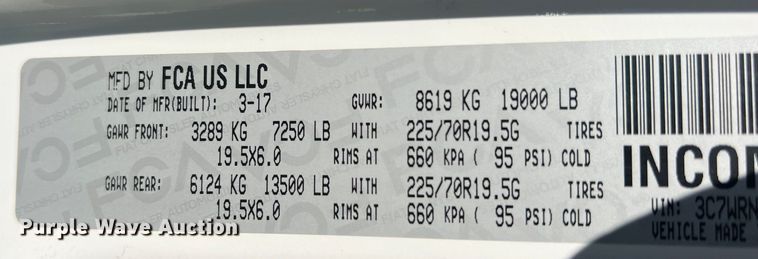 MFD BY FCA US LLC
DATE OF MFR(BUILT): 3-17 GVWR: 8619 KG 19000 LB
GAWR FRONT: 3289 KG 7250 LB WITH 225/70R19.5G TIRES
19.5X6.0 RIMS AT 660 KPA ( 95 PSI) COLD
GAWR REAR: 6124 KG 13500 LB WITH 225/70R19.5G TIRES
19.5X6.0 RIMS AT 660 KPA ( 95 PSI) COLD
INCOM
VIN: 3C7WRN
VEHICLE MADE
Purple Wave Auction